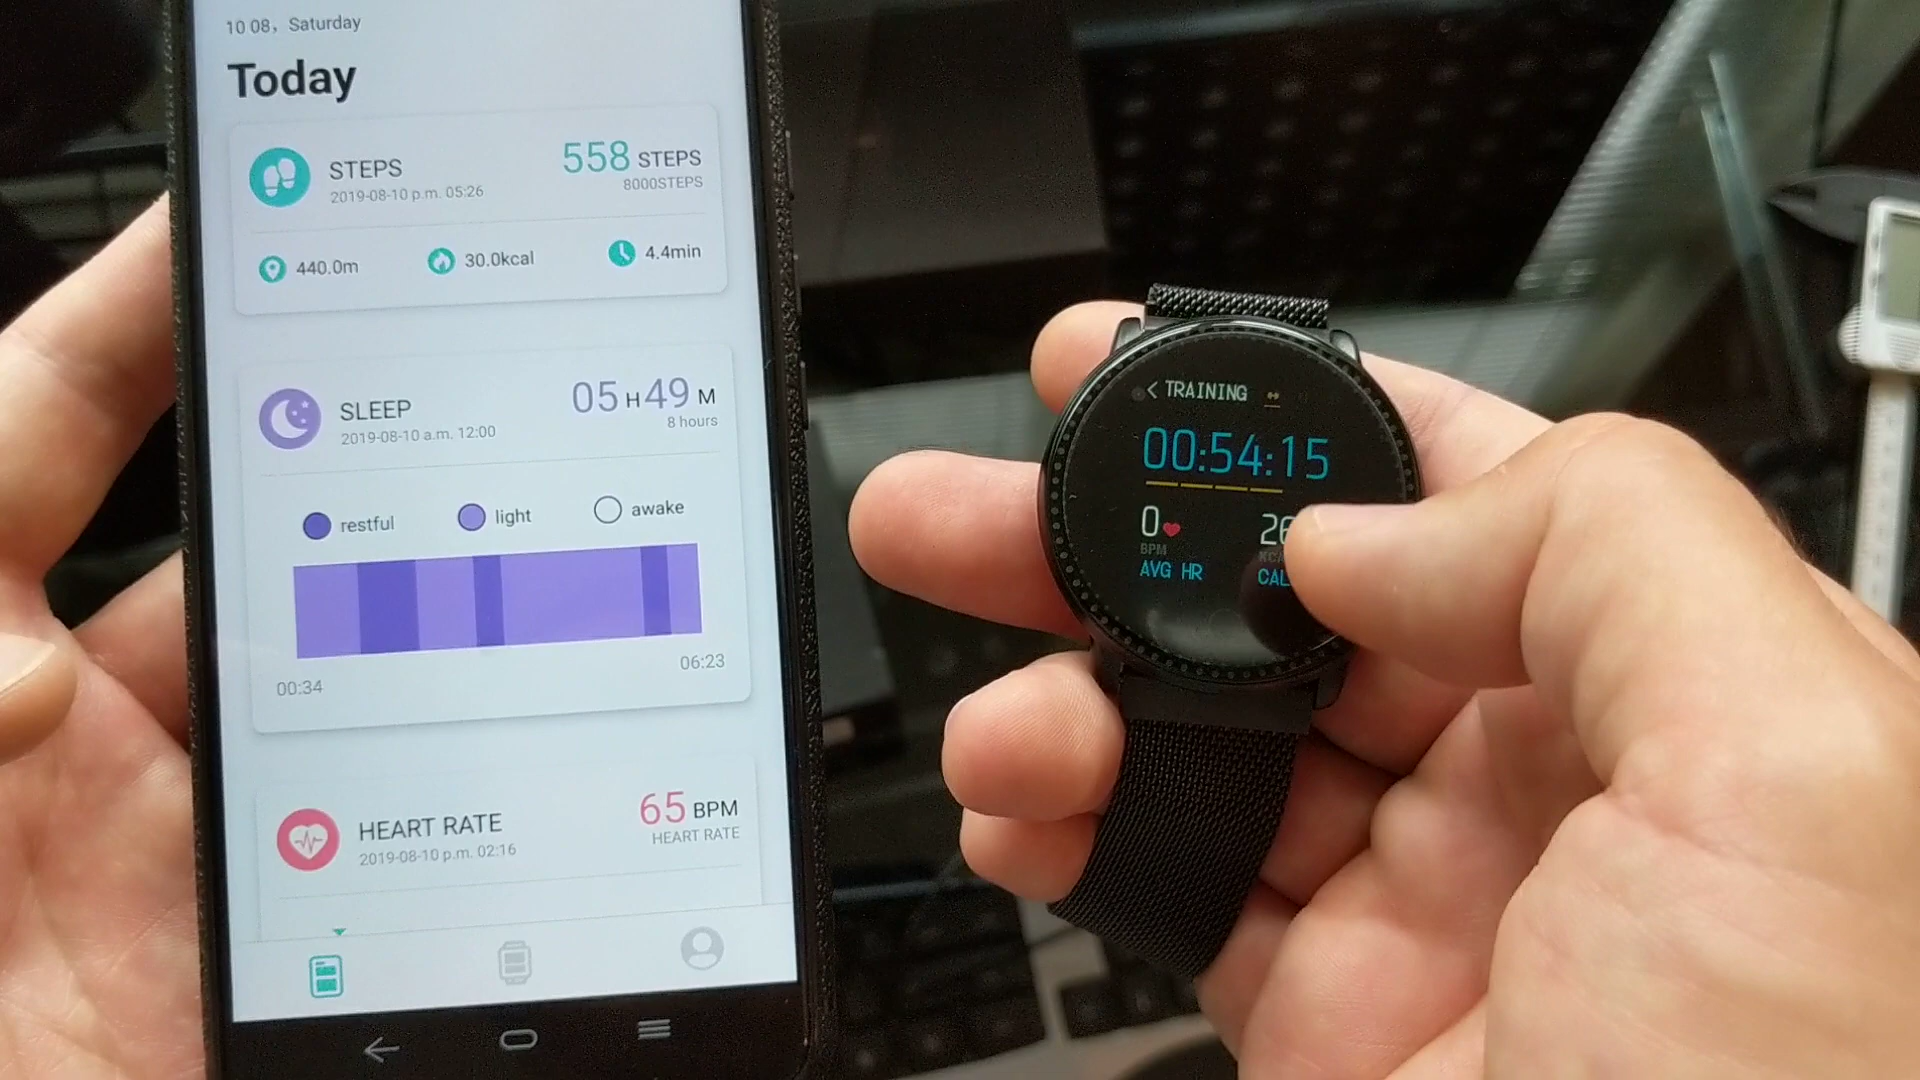 10 08, Saturday
Today
STEPS
558 STEPS
2019-08-10 p.m. 05:26
8000STEPS
440.0m
30.0kcal
4.4min
SLEEP
05 H 49 M
2019-08-10 a.m. 12:00
8 hours
restful
light
awake
00:34
06:23
HEART RATE
65 BPM
2019-08-10 p.m. 02:16
HEART RATE
< TRAINING
00:54:15
0
BPM
AVG HR